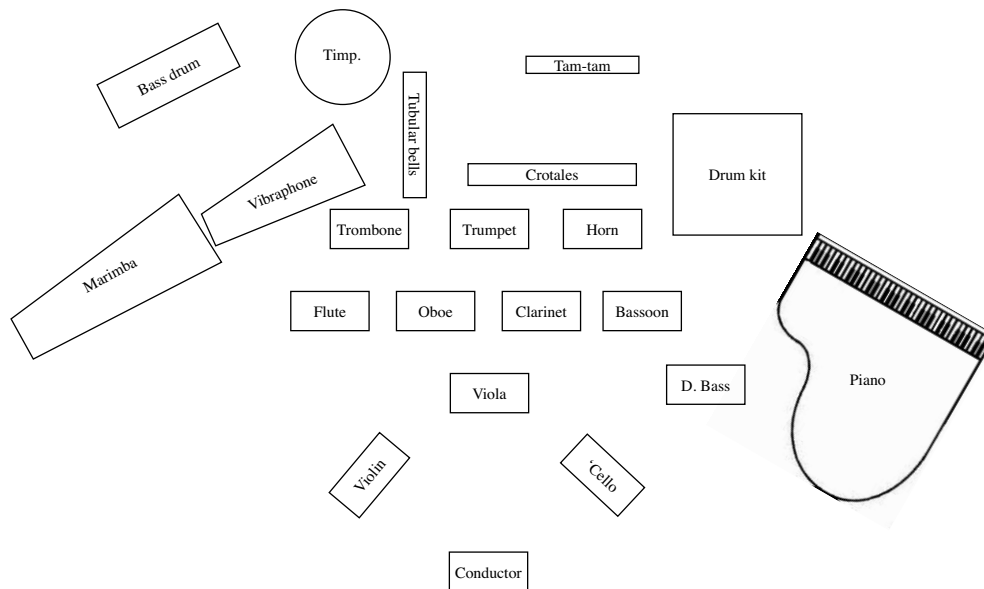 Timp.
Tam-tam
Bass drum
Tubular bells
Crotales
Drum kit
Vibraphone
Trombone
Trumpet
Horn
Marimba
Flute
Oboe
Clarinet
Bassoon
Piano
D. Bass
Viola
Violin
‘Cello
Conductor